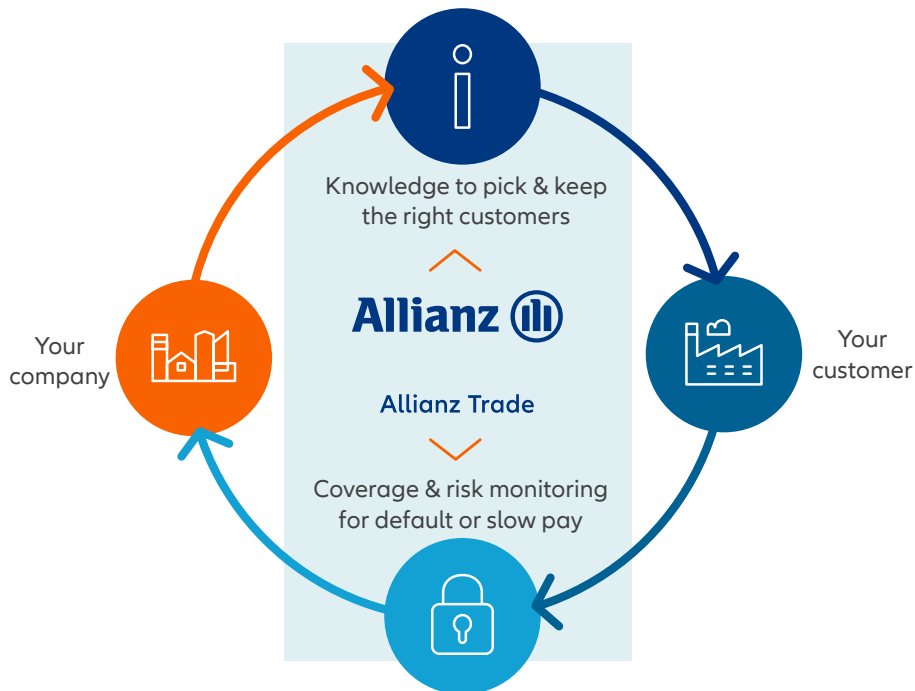 Knowledge to pick & keep
the right customers
Allianz
Your
company
Your
customer
Allianz Trade
Coverage & risk monitoring
for default or slow pay